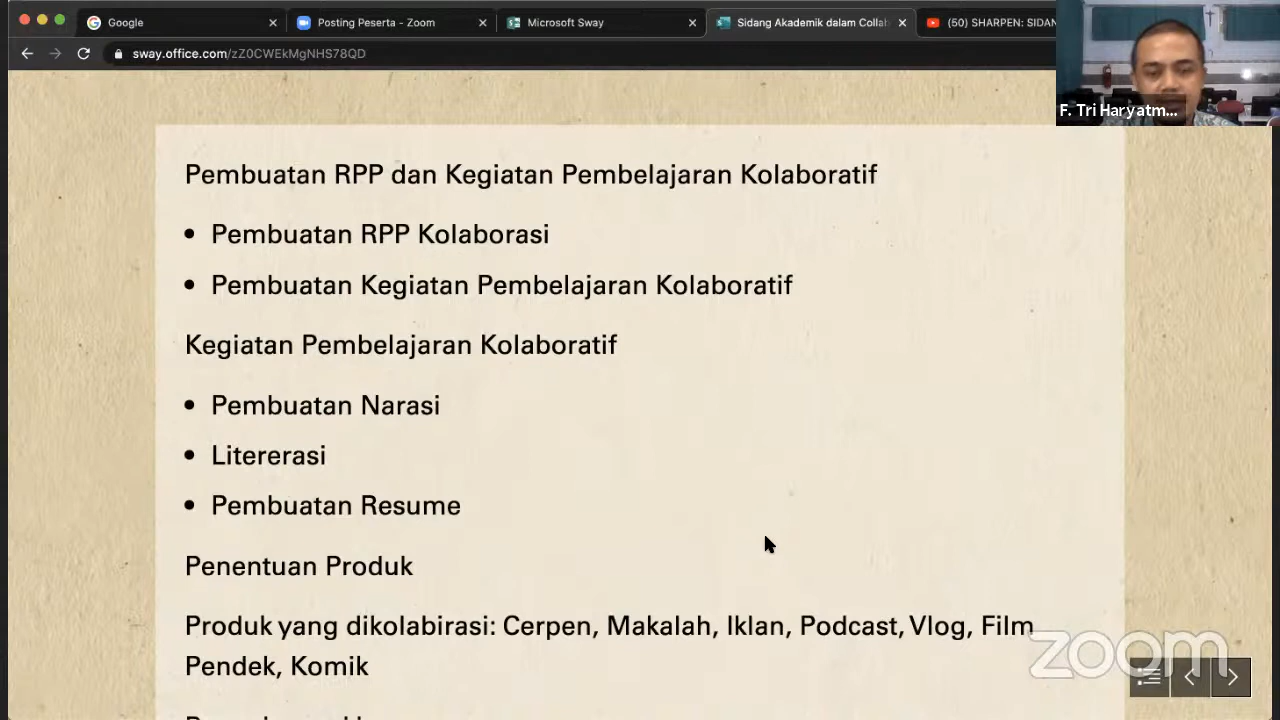 Google
Posting Peserta - Zoom
Microsoft Sway
Sidang Akademik dalam Collab
(50) SHARPEN: SIDAN
sway.office.com/zZ0CWEkMgNHS78QD
F. Tri Haryatm...
Pembuatan RPP dan Kegiatan Pembelajaran Kolaboratif
• Pembuatan RPP Kolaborasi
• Pembuatan Kegiatan Pembelajaran Kolaboratif
Kegiatan Pembelajaran Kolaboratif
• Pembuatan Narasi
• Litererasi
• Pembuatan Resume
Penentuan Produk
Produk yang dikolabirasi: Cerpen, Makalah, Iklan, Podcast, Vlog, Film
Pendek, Komik
zoom